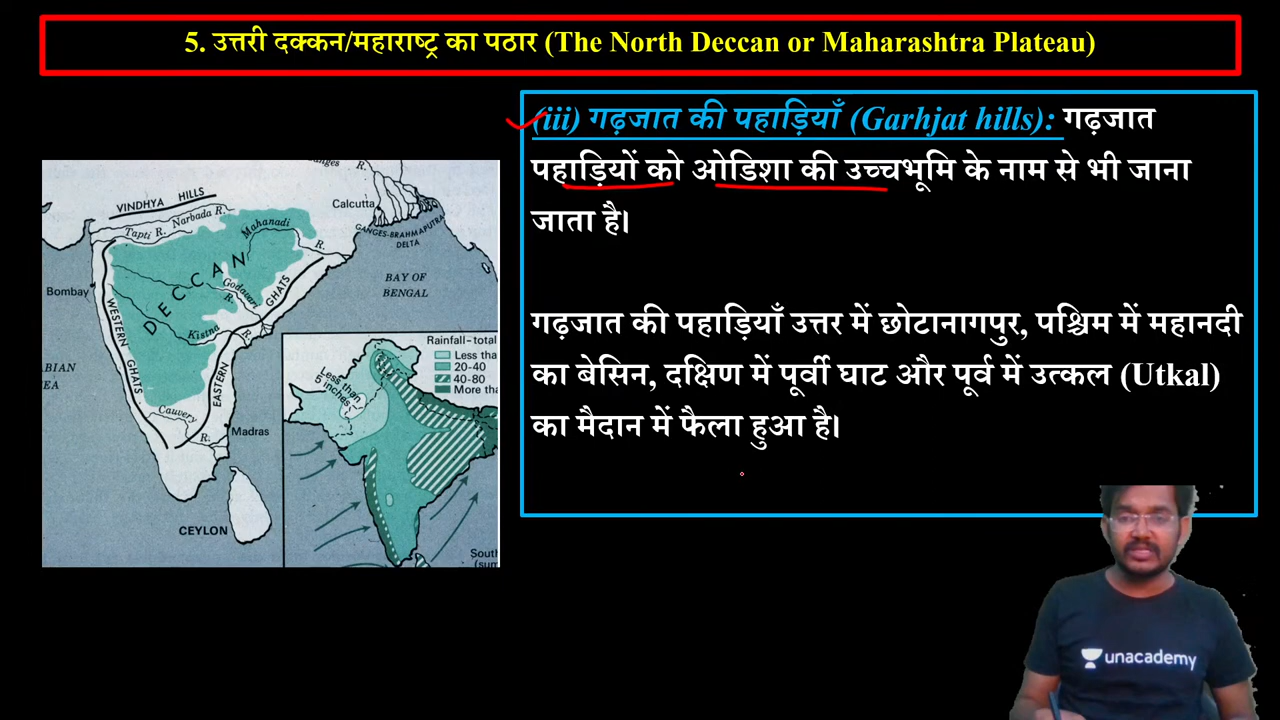 5. उत्तरी दक्कन/महाराष्ट्र का पठार (The North Deccan or Maharashtra Plateau)
(iii) गढ़जात की पहाड़ियाँ (Garhjat hills): गढ़जात
पहाड़ियों को ओडिशा की उच्चभूमि के नाम से भी जाना
जाता है।
गढ़जात की पहाड़ियाँ उत्तर में छोटानागपुर, पश्चिम में महानदी
का बेसिन, दक्षिण में पूर्वी घाट और पूर्व में उत्कल (Utkal)
का मैदान में फैला हुआ है।
R.
VINDHYA HILLS
Calcutta
Narbada R.
Tapti R.
Mahanadi
R.
GANGES-BRAHMAPUTRA
DELTA
DECCAN
Godavari
R.
GHATS
BAY OF
BENGAL
Bombay
WESTERN GHATS
Kistna
R.
EASTERN
Cauvery
R.
Madras
CEYLON
Rainfall-total
Less tha
20-40
40-80
More tha
Less than
5 inches
Sout
(sum
unacademy